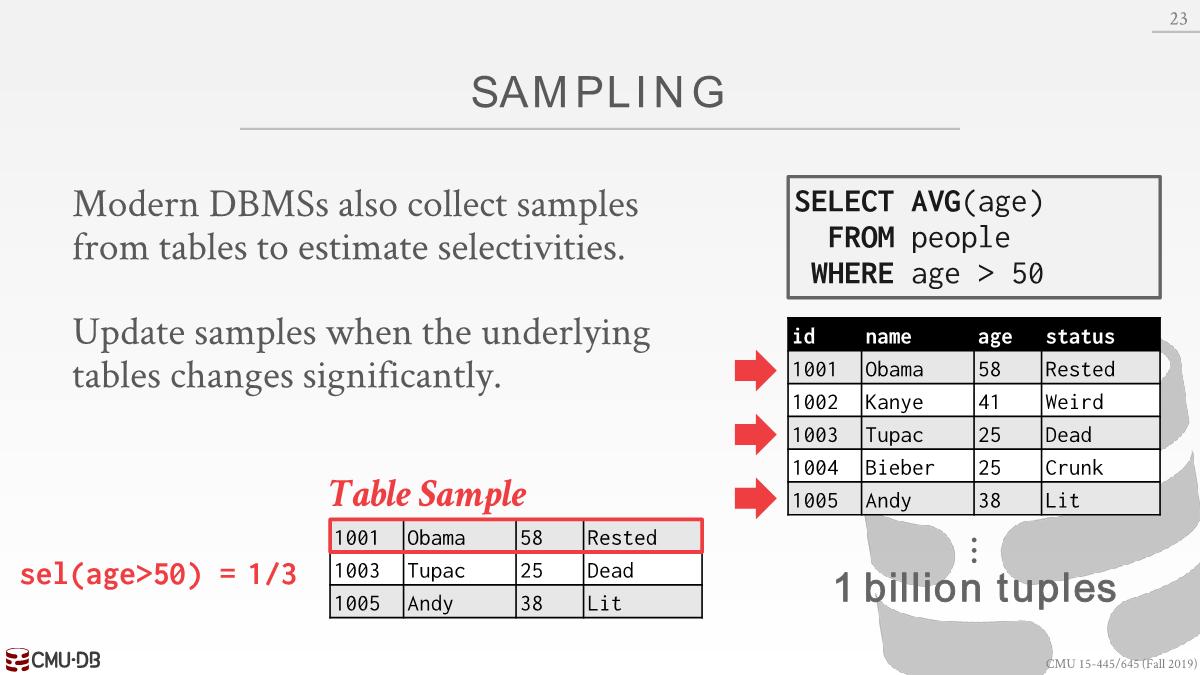 23
SAMPLING
Modern DBMSs also collect samples
from tables to estimate selectivities.
Update samples when the underlying
tables changes significantly.
SELECT AVG(age)
FROM people
WHERE age > 50
id name age status
1001 Obama 58 Rested
1002 Kanye 41 Weird
1003 Tupac 25 Dead
1004 Bieber 25 Crunk
1005 Andy 38 Lit
⋮
1 billion tuples
Table Sample
1001 Obama 58 Rested
1003 Tupac 25 Dead
1005 Andy 38 Lit
sel(age>50) = 1/3
CMU·DB
CMU 15-445/645 (Fall 2019)